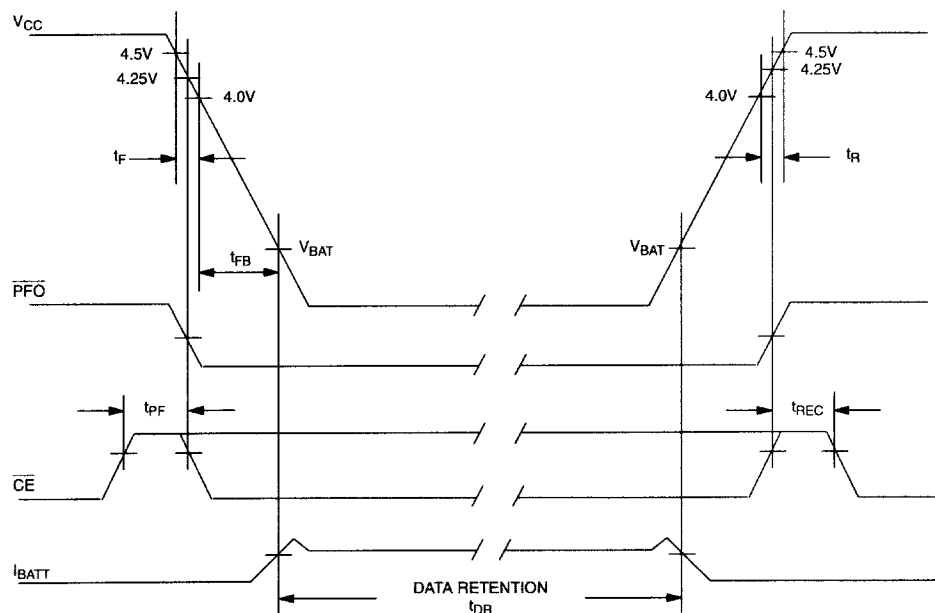 VCC
4.5V
4.5V
4.25V
4.25V
4.0V
4.0V
tF
tR
VBAT
VBAT
tFB
PFO
tPF
tREC
CE
IBATT
DATA RETENTION
tDR